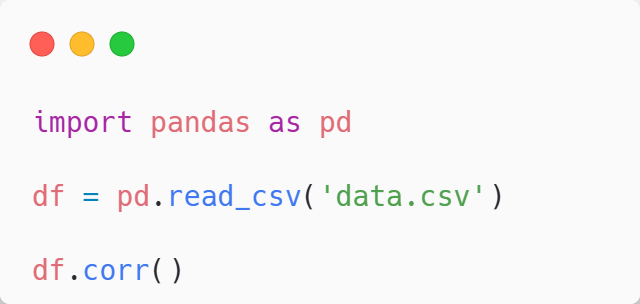 import pandas as pd
df = pd.read_csv('data.csv')
df.corr()